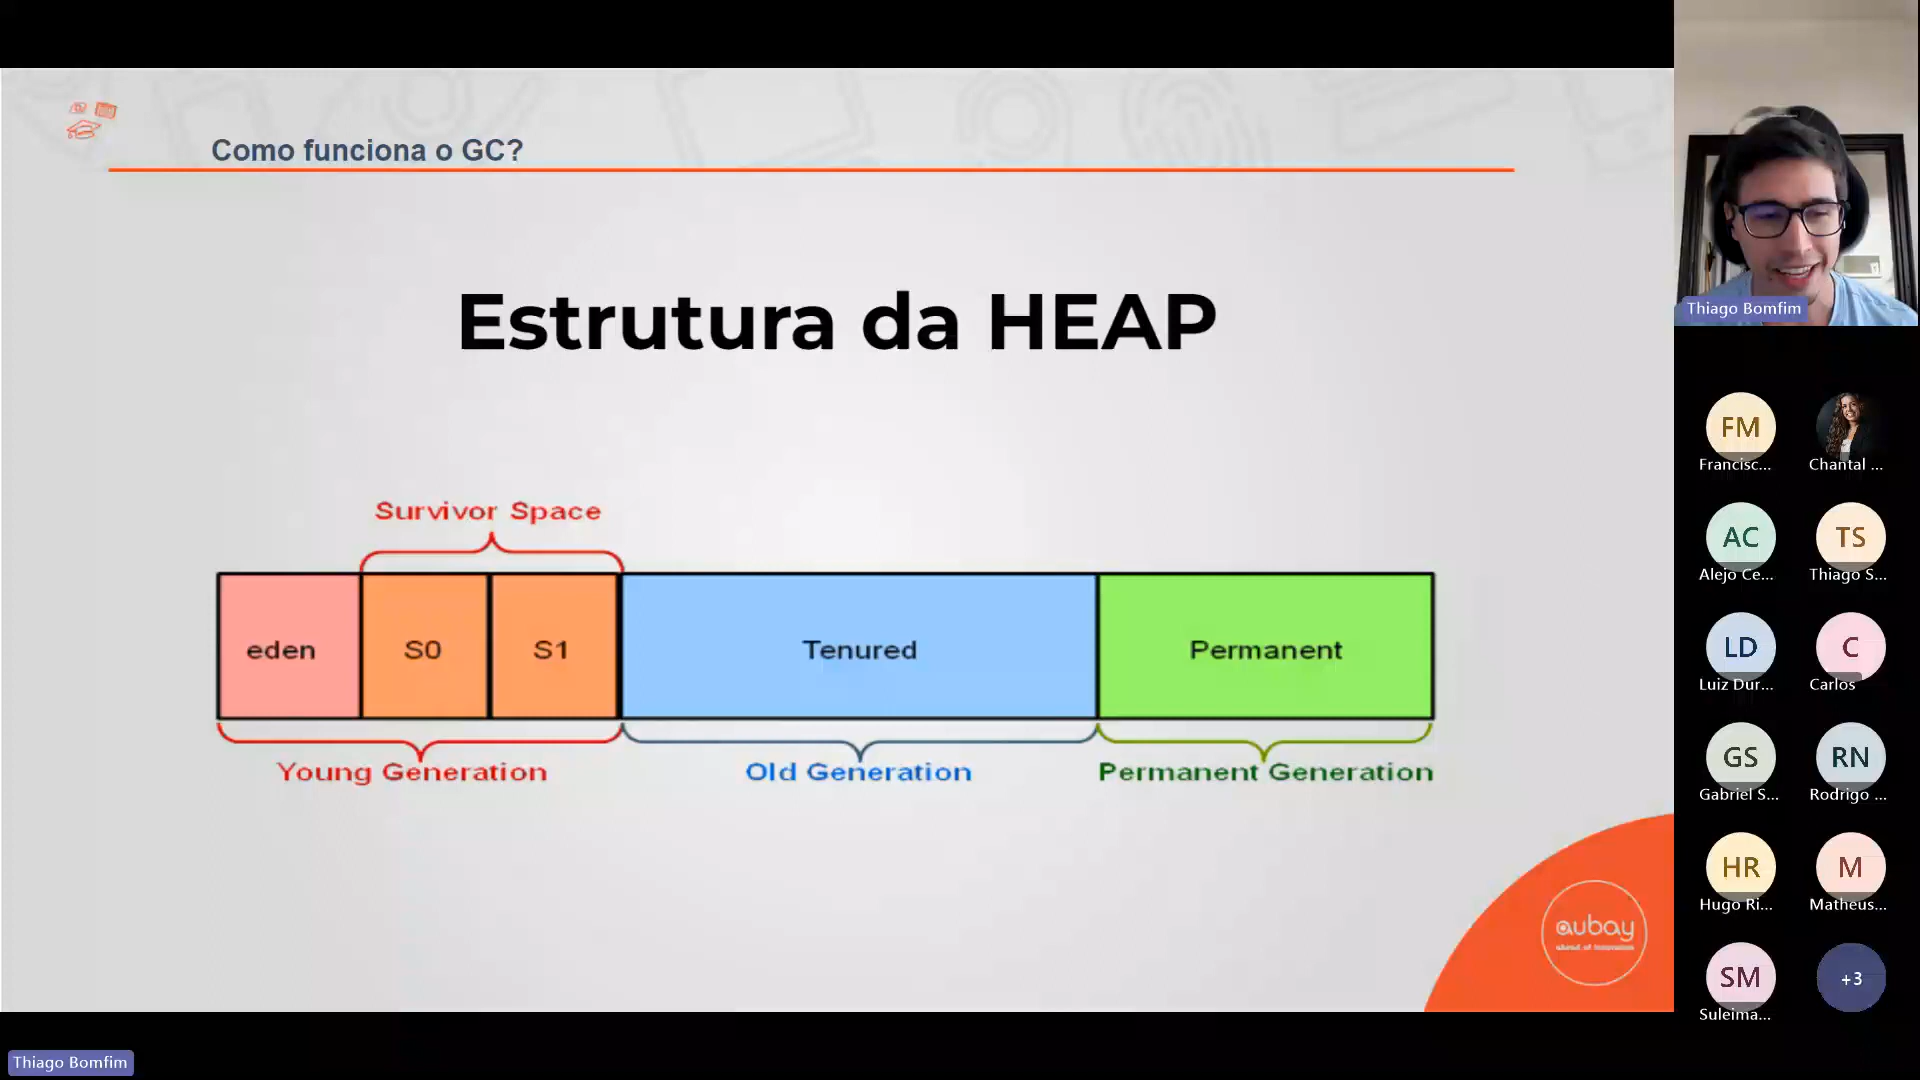 Como funciona o GC?
Estrutura da HEAP
Survivor Space
eden
S0
S1
Tenured
Permanent
Young Generation
Old Generation
Permanent Generation
aubay
Thiago Bomfim
FM
Francisc...
Chantal ...
AC
Alejo Ce...
TS
Thiago S...
LD
Luiz Dur...
C
Carlos
GS
Gabriel S...
RN
Rodrigo ...
HR
Hugo Ri...
M
Matheus...
SM
Suleima...
+3
Thiago Bomfim